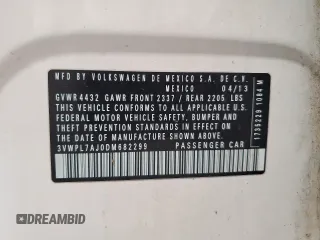 MFD BY VOLKSWAGEN DE MEXICO S.A. DE C.V.
MEXICO 04/13
GVWR 4432 GAWR FRONT 2337 / REAR 2205 LBS
THIS VEHICLE CONFORMS TO ALL APPLICABLE U.S.
FEDERAL MOTOR VEHICLE SAFETY, BUMPER AND
THEFT PREVENTION STANDARDS IN EFFECT ON THE
DATE OF MANUFACTURE SHOWN ABOVE.
3VWPL7AJ0DM682299 PASSENGER CAR
1735229 1084 M
DREAMBID